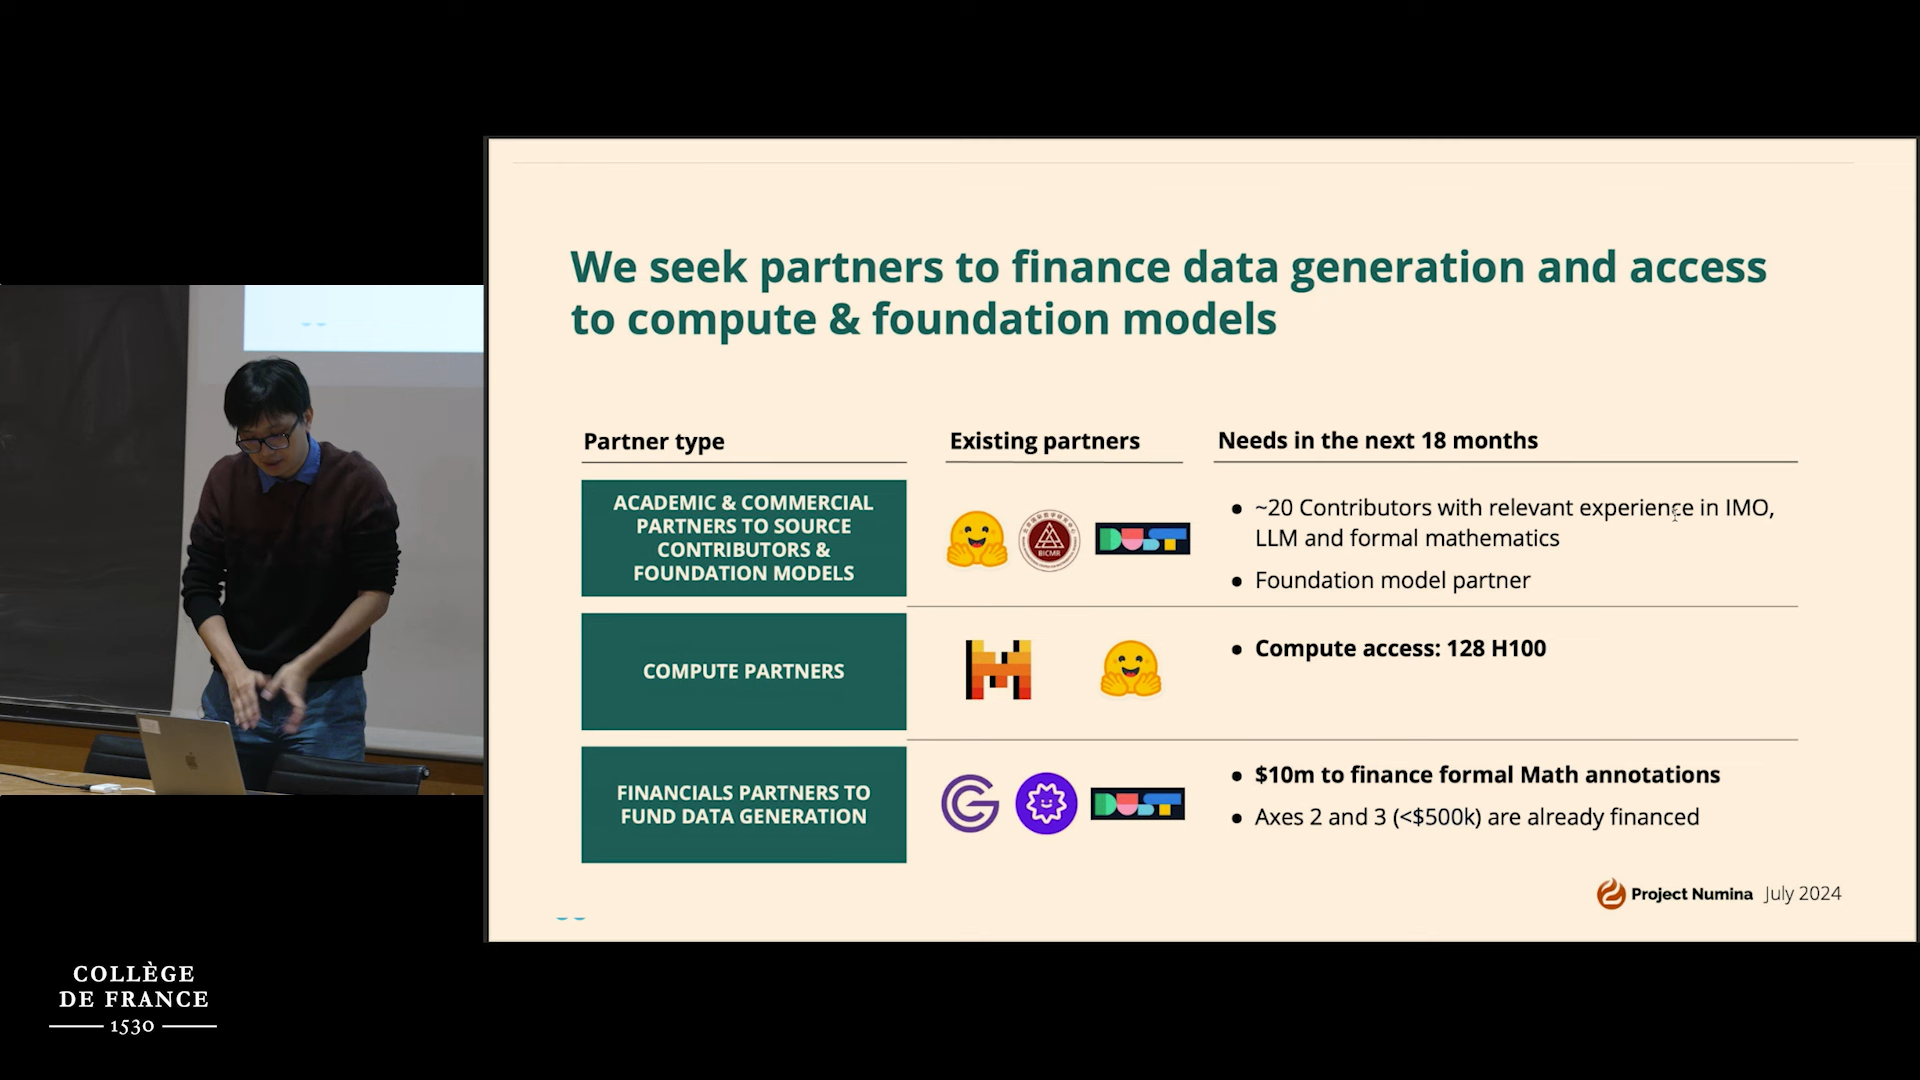 We seek partners to finance data generation and access
to compute & foundation models
Partner type
Existing partners
Needs in the next 18 months
ACADEMIC & COMMERCIAL
PARTNERS TO SOURCE
CONTRIBUTORS &
FOUNDATION MODELS
BICMR
DUST
● ~20 Contributors with relevant experience in IMO,
LLM and formal mathematics
● Foundation model partner
COMPUTE PARTNERS
● Compute access: 128 H100
FINANCIALS PARTNERS TO
FUND DATA GENERATION
DUST
● $10m to finance formal Math annotations
● Axes 2 and 3 (<$500k) are already financed
Project Numina July 2024
COLLÈGE
DE FRANCE
1530